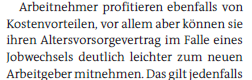 Arbeitnehmer profitieren ebenfalls von
Kostenvorteilen, vor allem aber können sie
ihren Altersvorsorgevertrag im Falle eines
Jobwechsels deutlich leichter zum neuen
Arbeitgeber mitnehmen. Das gilt jedenfalls